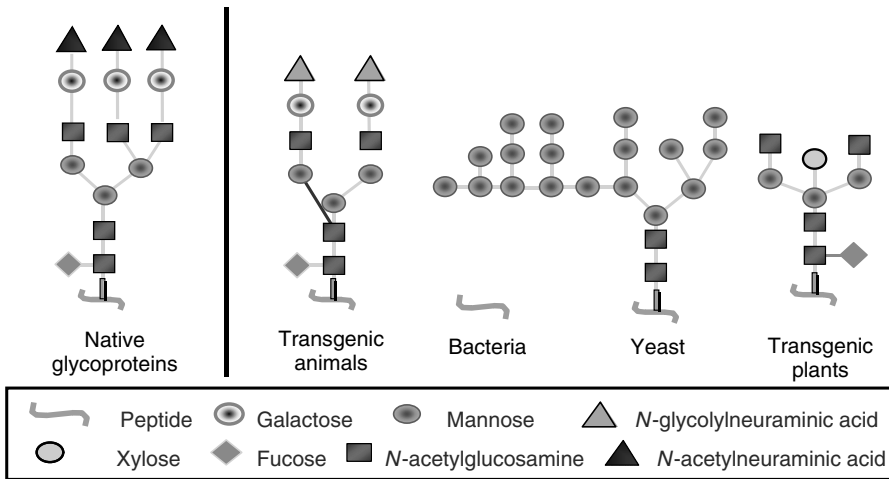 Native
glycoproteins
Transgenic
animals
Bacteria
Yeast
Transgenic
plants
Peptide Galactose Mannose N-glycolylneuraminic acid
Xylose Fucose N-acetylglucosamine N-acetylneuraminic acid